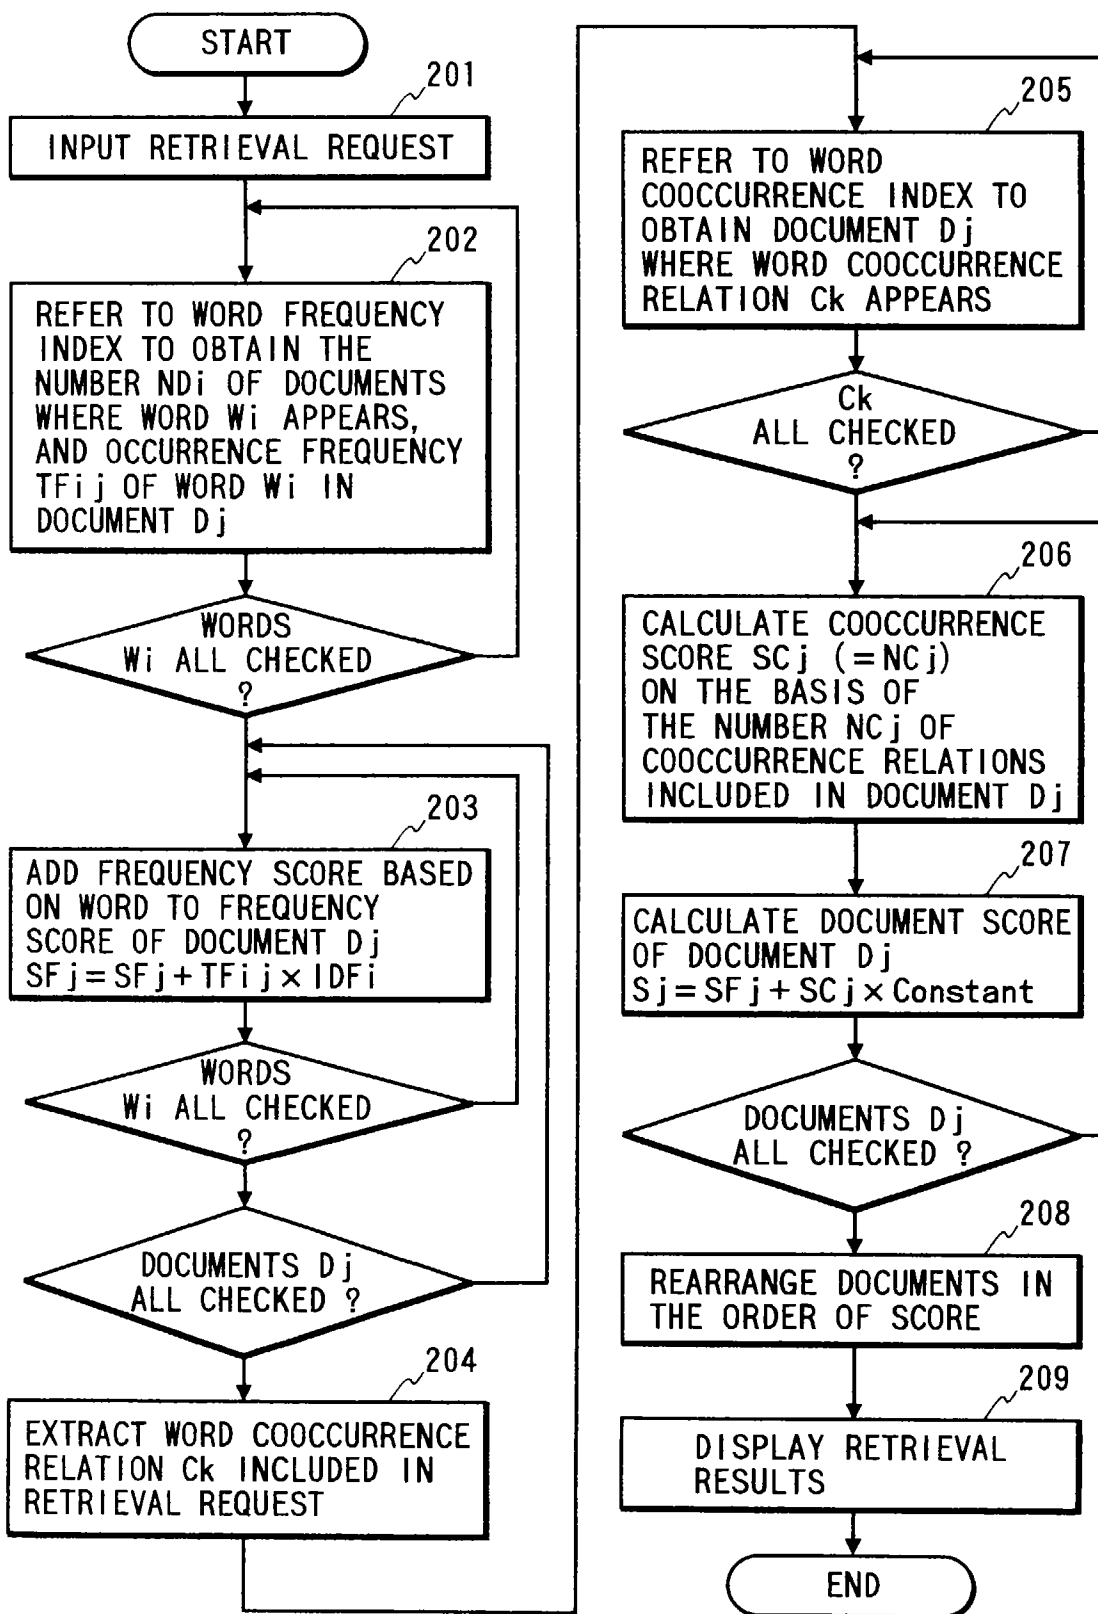 START
201
INPUT RETRIEVAL REQUEST
202
REFER TO WORD FREQUENCY
INDEX TO OBTAIN THE
NUMBER NDi OF DOCUMENTS
WHERE WORD Wi APPEARS,
AND OCCURRENCE FREQUENCY
TFij OF WORD Wi IN
DOCUMENT Dj
WORDS
Wi ALL CHECKED
?
203
ADD FREQUENCY SCORE BASED
ON WORD TO FREQUENCY
SCORE OF DOCUMENT Dj
SFj=SFj+TFij×IDFi
WORDS
Wi ALL CHECKED
?
DOCUMENTS Dj
ALL CHECKED ?
204
EXTRACT WORD COOCCURRENCE
RELATION Ck INCLUDED IN
RETRIEVAL REQUEST
205
REFER TO WORD
COOCCURRENCE INDEX TO
OBTAIN DOCUMENT Dj
WHERE WORD COOCCURRENCE
RELATION Ck APPEARS
Ck
ALL CHECKED
?
206
CALCULATE COOCCURRENCE
SCORE SCj (=NCj)
ON THE BASIS OF
THE NUMBER NCj OF
COOCCURRENCE RELATIONS
INCLUDED IN DOCUMENT Dj
207
CALCULATE DOCUMENT SCORE
OF DOCUMENT Dj
Sj=SFj+SCj×Constant
DOCUMENTS Dj
ALL CHECKED ?
208
REARRANGE DOCUMENTS IN
THE ORDER OF SCORE
209
DISPLAY RETRIEVAL
RESULTS
END